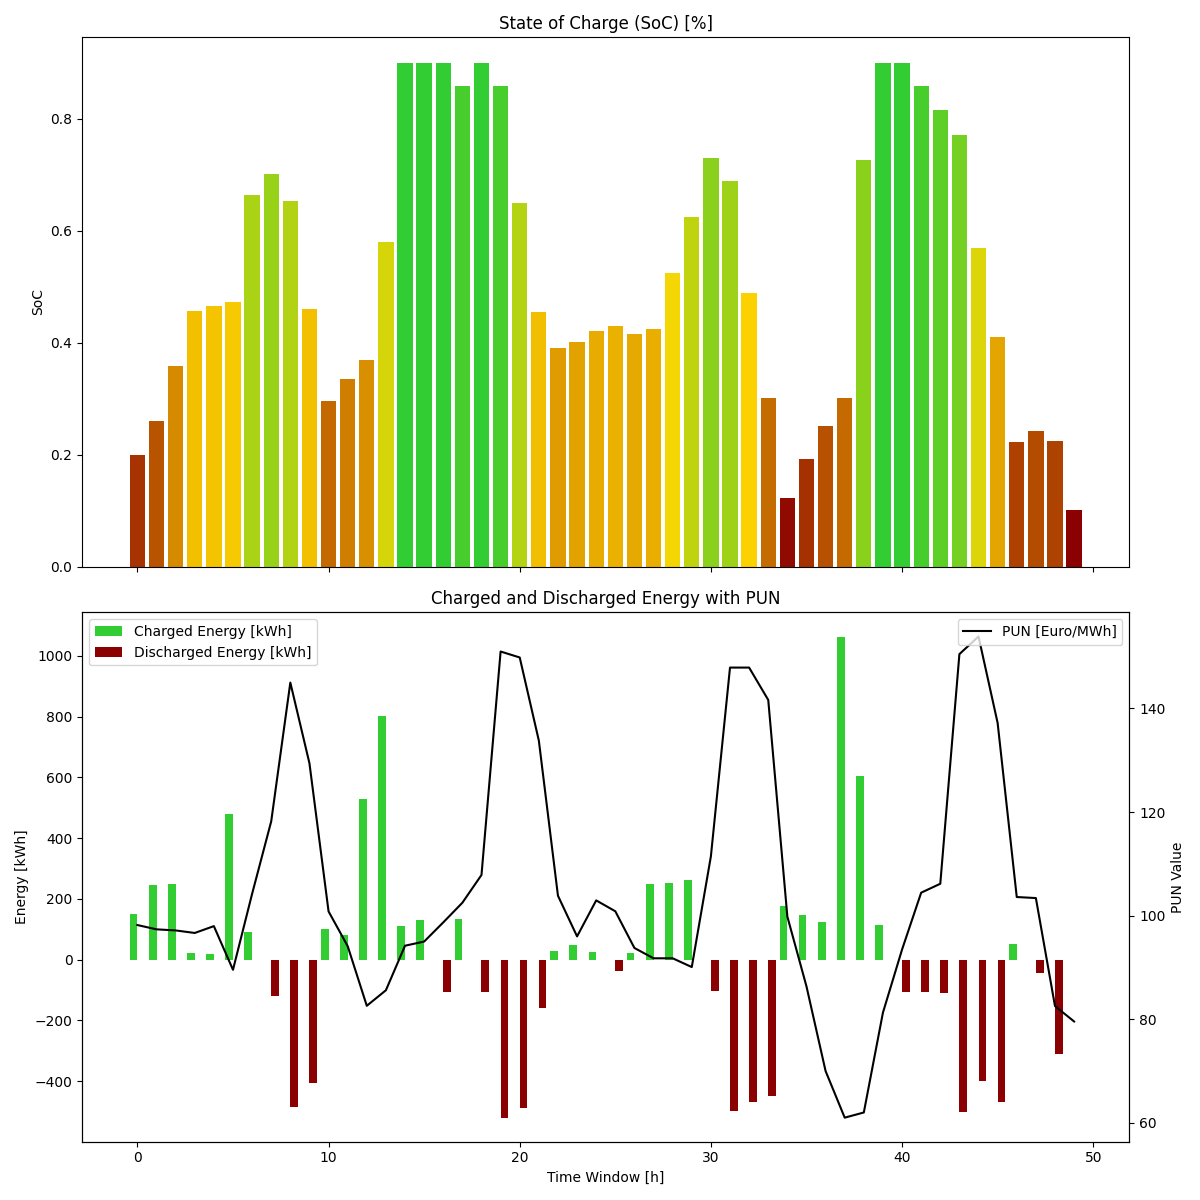 State of Charge (SoC) [%]
SoC
0.8
0.6
0.4
0.2
0.0
Charged and Discharged Energy with PUN
Charged Energy [kWh]
Discharged Energy [kWh]
PUN [Euro/MWh]
Energy [kWh]
1000
800
600
400
200
0
−200
−400
PUN Value
140
120
100
80
60
0 10 20 30 40 50
Time Window [h]